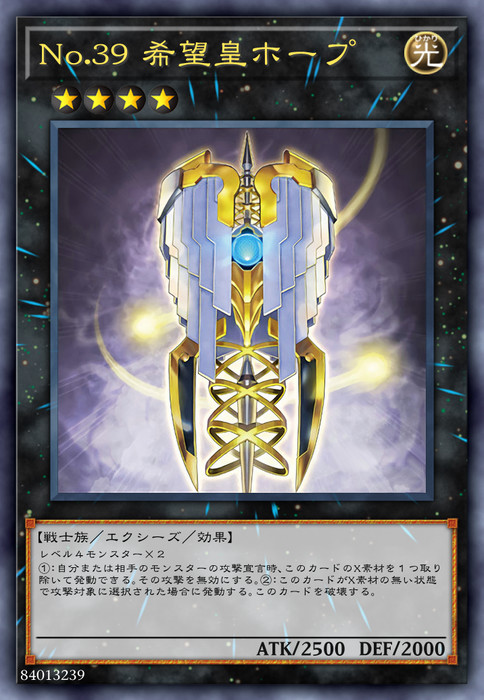 No.39 希望皇ホープ
ひかり
光
【戦士族／エクシーズ／効果】
レベル４モンスター×２
①：自分または相手のモンスターの攻撃宣言時、このカードのX素材を１つ取り
除いて発動できる。その攻撃を無効にする。②：このカードがX素材の無い状態
で攻撃対象に選択された場合に発動する。このカードを破壊する。
ATK/2500 DEF/2000
84013239